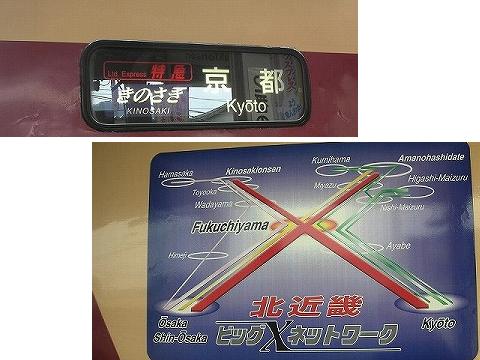 Ltd. Express 特急
きのさき
KINOSAKI
京都
Kyōto
Hamasaka
Kinosakionsen
Kumihama
Amanohashidate
Toyooka
Miyazu
Higashi-Maizuru
Wadayama
Nishi-Maizuru
Fukuchiyama
Himeji
Ayabe
Ōsaka
Shin-Ōsaka
Kyōto
北近畿
ビッグXネットワーク